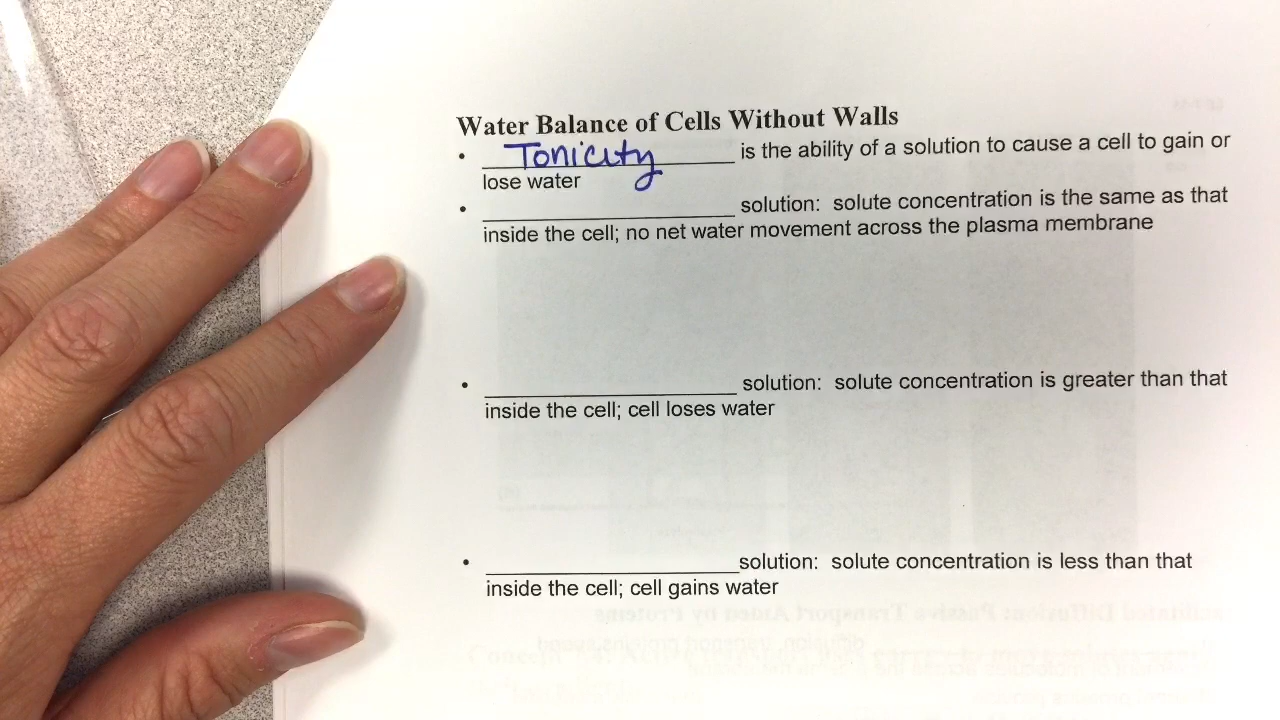 Water Balance of Cells Without Walls
• Tonicity is the ability of a solution to cause a cell to gain or
lose water
• ____________________ solution: solute concentration is the same as that
inside the cell; no net water movement across the plasma membrane
• ____________________ solution: solute concentration is greater than that
inside the cell; cell loses water
• ____________________ solution: solute concentration is less than that
inside the cell; cell gains water